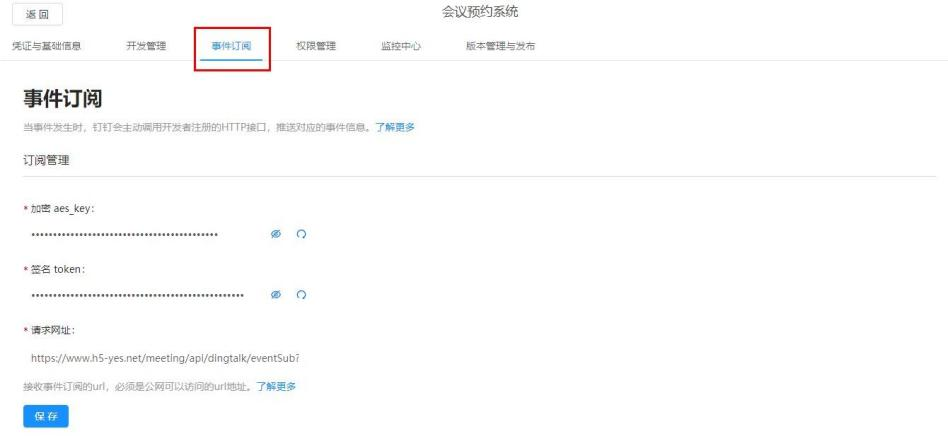 返 回
会议预约系统
凭证与基础信息 开发管理 事件订阅 权限管理 监控中心 版本管理与发布
事件订阅
当事件发生时，钉钉会主动调用开发者注册的HTTP接口，推送对应的事件信息。了解更多
订阅管理
* 加密 aes_key：
••••••••••••••••••••••••••••••••••••••••••••
* 签名 token：
••••••••••••••••••••••••••••••••••••••••••••••••••
* 请求网址：
https://www.h5-yes.net/meeting/api/dingtalk/eventSub?
接收事件订阅的url，必须是公网可以访问的url地址。了解更多
保 存